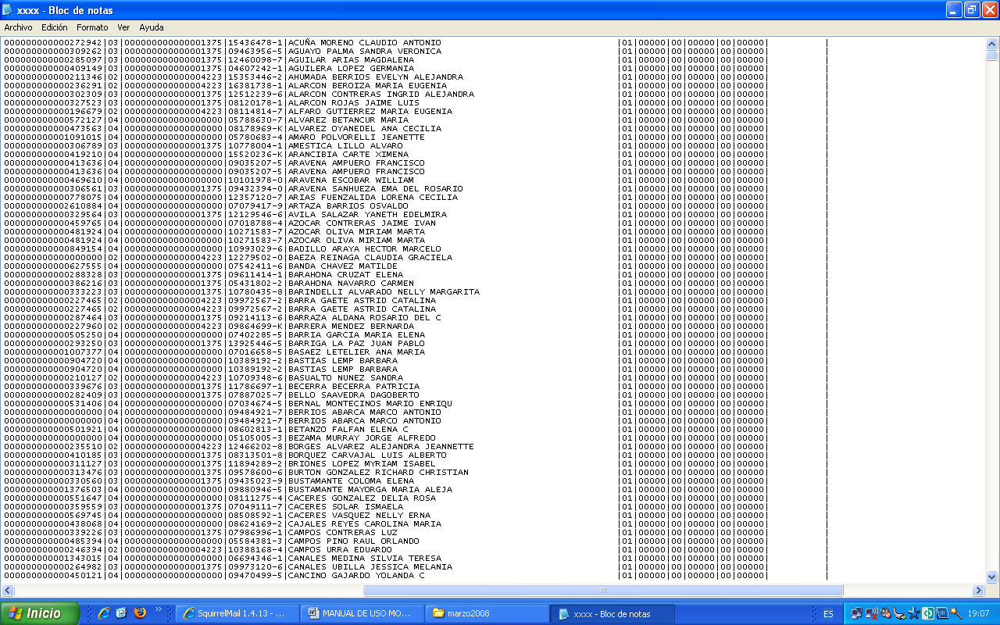 xxxx - Bloc de notas
Archivo Edición Formato Ver Ayuda
000000000000272942|03|000000000000001375|15436478-1|ACUÑA MORENO CLAUDIO ANTONIO |01|00000|00|00000|00|00000| |
000000000000309262|03|000000000000001375|09463956-5|AGUAYO PALMA SANDRA VERONICA |01|00000|00|00000|00|00000| |
000000000000285097|03|000000000000001375|12460098-7|AGUILAR ARIAS MAGDALENA |01|00000|00|00000|00|00000| |
000000000000409149|03|000000000000001375|04607242-1|AGUILERA LOPEZ GERMANIA |01|00000|00|00000|00|00000| |
000000000000211346|02|000000000000004223|15353446-2|AHUMADA BERRIOS EVELYN ALEJANDRA |01|00000|00|00000|00|00000| |
000000000000236291|02|000000000000004223|16381738-1|ALARCON BEROIZA MARIA EUGENIA |01|00000|00|00000|00|00000| |
000000000000302309|03|000000000000001375|12512239-6|ALARCON CONTRERAS INGRID ALEJANDRA |01|00000|00|00000|00|00000| |
000000000000327523|03|000000000000001375|08120178-1|ALARCON ROJAS JAIME LUIS |01|00000|00|00000|00|00000| |
000000000000196679|02|000000000000004223|08114814-7|ALFARO GUTIERREZ MARIA EUGENIA |01|00000|00|00000|00|00000| |
000000000000572127|04|000000000000000000|05788630-7|ALVAREZ BETANCUR MARIA |01|00000|00|00000|00|00000| |
000000000000473563|04|000000000000000000|08178969-K|ALVAREZ OYANEDEL ANA CECILIA |01|00000|00|00000|00|00000| |
000000000001091015|04|000000000000000000|05780683-4|AMARO POLVORELLI JEANETTE |01|00000|00|00000|00|00000| |
000000000000306789|03|000000000000001375|10778004-1|AMESTICA LILLO ALVARO |01|00000|00|00000|00|00000| |
000000000000419210|04|000000000000000000|15520236-K|ARANCIBIA CARTE XIMENA |01|00000|00|00000|00|00000| |
000000000000413636|04|000000000000000000|09035207-5|ARAVENA AMPUERO FRANCISCO |01|00000|00|00000|00|00000| |
000000000000413636|04|000000000000000000|09035207-5|ARAVENA AMPUERO FRANCISCO |01|00000|00|00000|00|00000| |
000000000000469610|04|000000000000000000|10101978-0|ARAVENA ESCOBAR WILLIAM |01|00000|00|00000|00|00000| |
000000000000306561|03|000000000000001375|09432394-0|ARAVENA SANHUEZA EMA DEL ROSARIO |01|00000|00|00000|00|00000| |
000000000000778075|04|000000000000000000|12357120-7|ARIAS FUENZALIDA LORENA CECILIA |01|00000|00|00000|00|00000| |
000000000002610884|04|000000000000000000|07079417-9|ARTAZA BARRIOS OSVALDO |01|00000|00|00000|00|00000| |
000000000000329564|03|000000000000001375|12129546-6|AVILA SALAZAR YANETH EDELMIRA |01|00000|00|00000|00|00000| |
000000000000459765|04|000000000000000000|07018788-4|AZOCAR CONTRERAS JAIME IVAN |01|00000|00|00000|00|00000| |
000000000000481924|04|000000000000000000|10271583-7|AZOCAR OLIVA MIRIAM MARTA |01|00000|00|00000|00|00000| |
000000000000481924|04|000000000000000000|10271583-7|AZOCAR OLIVA MIRIAM MARTA |01|00000|00|00000|00|00000| |
000000000000849154|04|000000000000000000|10993029-6|BADILLO ARAYA HECTOR MARCELO |01|00000|00|00000|00|00000| |
000000000000000000|02|000000000000004223|12279502-0|BAEZA REINAGA CLAUDIA GRACIELA |01|00000|00|00000|00|00000| |
000000000000627555|04|000000000000000000|07542411-6|BANDA CHAVEZ MATILDE |01|00000|00|00000|00|00000| |
000000000000288328|03|000000000000001375|09611414-1|BARAHONA CRUZAT ELENA |01|00000|00|00000|00|00000| |
000000000000386216|03|000000000000001375|05431802-2|BARAHONA NAVARRO CARMEN |01|00000|00|00000|00|00000| |
000000000000333223|03|000000000000001375|10780435-8|BARINDELLI ALVARADO NELLY MARGARITA |01|00000|00|00000|00|00000| |
000000000000227465|02|000000000000004223|09972567-2|BARRA GAETE ASTRID CATALINA |01|00000|00|00000|00|00000| |
000000000000227465|02|000000000000004223|09972567-2|BARRA GAETE ASTRID CATALINA |01|00000|00|00000|00|00000| |
000000000000287464|03|000000000000001375|09214113-6|BARRAZA ALDANA ROSARIO DEL C |01|00000|00|00000|00|00000| |
000000000000227960|02|000000000000004223|09864699-K|BARRERA MENDEZ BERNARDA |01|00000|00|00000|00|00000| |
000000000000505250|04|000000000000000000|07402285-5|BARRIA GARCIA MARIA ELENA |01|00000|00|00000|00|00000| |
000000000000293250|03|000000000000001375|13925446-5|BARRIGA LA PAZ JUAN PABLO |01|00000|00|00000|00|00000| |
000000000001007377|04|000000000000000000|07016658-5|BASAEZ LETELIER ANA MARIA |01|00000|00|00000|00|00000| |
000000000000904720|04|000000000000000000|10389192-2|BASTIAS LEMP BARBARA |01|00000|00|00000|00|00000| |
000000000000904720|04|000000000000000000|10389192-2|BASTIAS LEMP BARBARA |01|00000|00|00000|00|00000| |
000000000000210127|02|000000000000004223|10709348-6|BASUALTO NUNEZ SANDRA |01|00000|00|00000|00|00000| |
000000000000339676|03|000000000000001375|11786697-1|BECERRA BECERRA PATRICIA |01|00000|00|00000|00|00000| |
000000000000282409|03|000000000000001375|07887025-7|BELLO SAAVEDRA DAGOBERTO |01|00000|00|00000|00|00000| |
000000000000531406|04|000000000000000000|07034674-5|BERNAL MONTECINOS MARIO ENRIQU |01|00000|00|00000|00|00000| |
000000000000000000|04|000000000000000000|09484921-7|BERRIOS ABARCA MARCO ANTONIO |01|00000|00|00000|00|00000| |
000000000000000000|04|000000000000000000|09484921-7|BERRIOS ABARCA MARCO ANTONIO |01|00000|00|00000|00|00000| |
000000000000501921|04|000000000000000000|08602813-1|BETANZO FALFAN ELENA C |01|00000|00|00000|00|00000| |
000000000000000000|04|000000000000000000|05105005-3|BEZAMA MURRAY JORGE ALFREDO |01|00000|00|00000|00|00000| |
000000000000235510|02|000000000000004223|12466202-8|BORGES ALVAREZ ALEJANDRA JEANNETTE |01|00000|00|00000|00|00000| |
000000000000410185|03|000000000000001375|08313501-8|BORQUEZ CARVAJAL LUIS ALBERTO |01|00000|00|00000|00|00000| |
000000000000311127|03|000000000000001375|11894289-2|BRIONES LOPEZ MYRIAM ISABEL |01|00000|00|00000|00|00000| |
000000000000313476|03|000000000000001375|09578600-6|BURTON GONZALEZ RICHARD CHRISTIAN |01|00000|00|00000|00|00000| |
000000000000330560|03|000000000000001375|09435023-9|BUSTAMANTE COLOMA ELENA |01|00000|00|00000|00|00000| |
000000000001376503|04|000000000000000000|09880946-5|BUSTAMANTE MAYORGA MARIA ALEJA |01|00000|00|00000|00|00000| |
000000000000551647|04|000000000000000000|08111275-4|CACERES GONZALEZ DELIA ROSA |01|00000|00|00000|00|00000| |
000000000000359559|03|000000000000001375|07049111-7|CACERES SOLAR ISMAELA |01|00000|00|00000|00|00000| |
000000000000569745|04|000000000000000000|08508592-1|CACERES VASQUEZ NELLY ERNA |01|00000|00|00000|00|00000| |
000000000000438068|04|000000000000000000|08624169-2|CAJALES REYES CAROLINA MARIA |01|00000|00|00000|00|00000| |
000000000000339226|03|000000000000001375|07986996-1|CAMPOS CONTRERAS LUZ |01|00000|00|00000|00|00000| |
000000000000485394|04|000000000000000000|05584381-3|CAMPOS PINO RAUL ORLANDO |01|00000|00|00000|00|00000| |
000000000000246394|02|000000000000004223|10388168-4|CAMPOS URRA EDUARDO |01|00000|00|00000|00|00000| |
000000000001343015|04|000000000000000000|06694346-1|CANALES MEDINA SILVIA TERESA |01|00000|00|00000|00|00000| |
000000000000264982|03|000000000000001375|09973120-6|CANALES UBILLA JESSICA MELANIA |01|00000|00|00000|00|00000| |
000000000000450121|04|000000000000000000|09470499-5|CANCINO GAJARDO YOLANDA C |01|00000|00|00000|00|00000| |
Inicio SquirrelMail 1.4.13 - ... MANUAL DE USO MO... marzo2008 xxxx - Bloc de notas ES 19:07